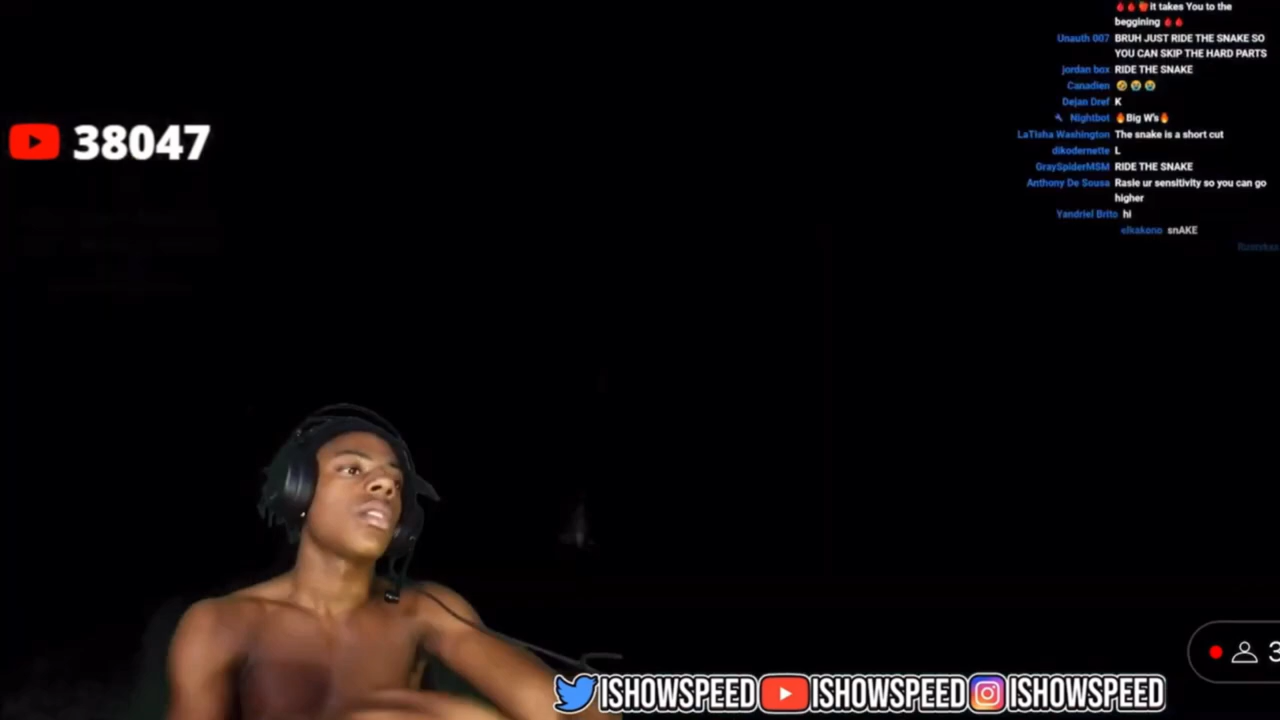 it takes You to the
beggining
Unauth 007 BRUH JUST RIDE THE SNAKE SO
YOU CAN SKIP THE HARD PARTS
jordan box RIDE THE SNAKE
Canadien
Dejan Dref K
Nightbot Big W's
LaTisha Washington The snake is a short cut
dikodernette L
GraySpiderMSM RIDE THE SNAKE
Anthony De Sousa Rasie ur sensitivity so you can go
higher
Yandriel Brito hi
elkakono snAKE
38047
3
ISHOWSPEED ISHOWSPEED ISHOWSPEED